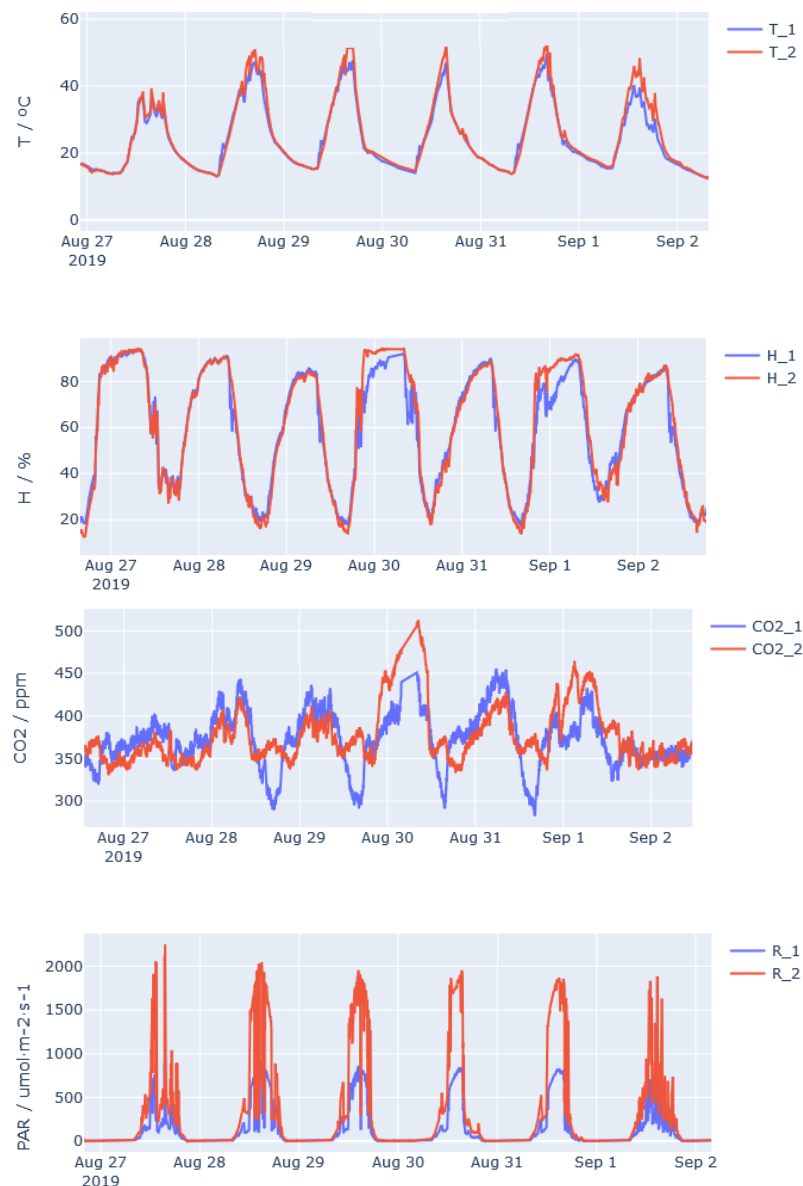 60
40
20
0
T / ºC
Aug 27
2019
Aug 28
Aug 29
Aug 30
Aug 31
Sep 1
Sep 2
T_1
T_2
80
60
40
20
H / %
Aug 27
2019
Aug 28
Aug 29
Aug 30
Aug 31
Sep 1
Sep 2
H_1
H_2
500
450
400
350
300
CO2 / ppm
Aug 27
2019
Aug 28
Aug 29
Aug 30
Aug 31
Sep 1
Sep 2
CO2_1
CO2_2
2000
1500
1000
500
0
PAR / umol·m-2·s-1
Aug 27
2019
Aug 28
Aug 29
Aug 30
Aug 31
Sep 1
Sep 2
R_1
R_2